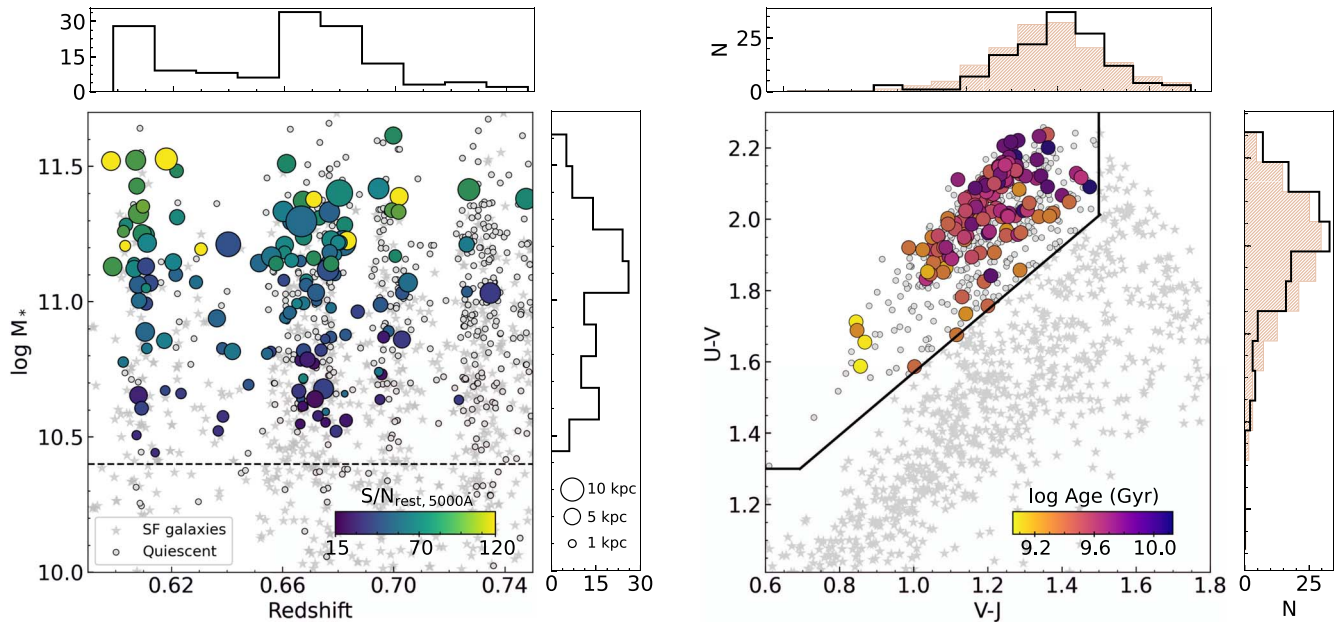 30
15
0
N
25
0
11.5
11.0
10.5
10.0
log M*
SF galaxies
Quiescent
S/Nrest, 5000A
15 70 120
10 kpc
5 kpc
1 kpc
0.62 0.66 0.70 0.74
Redshift
0 15 30
2.2
2.0
1.8
1.6
1.4
1.2
1.0
U-V
log Age (Gyr)
9.2 9.6 10.0
0.6 0.8 1.0 1.2 1.4 1.6 1.8
V-J
0 25
N